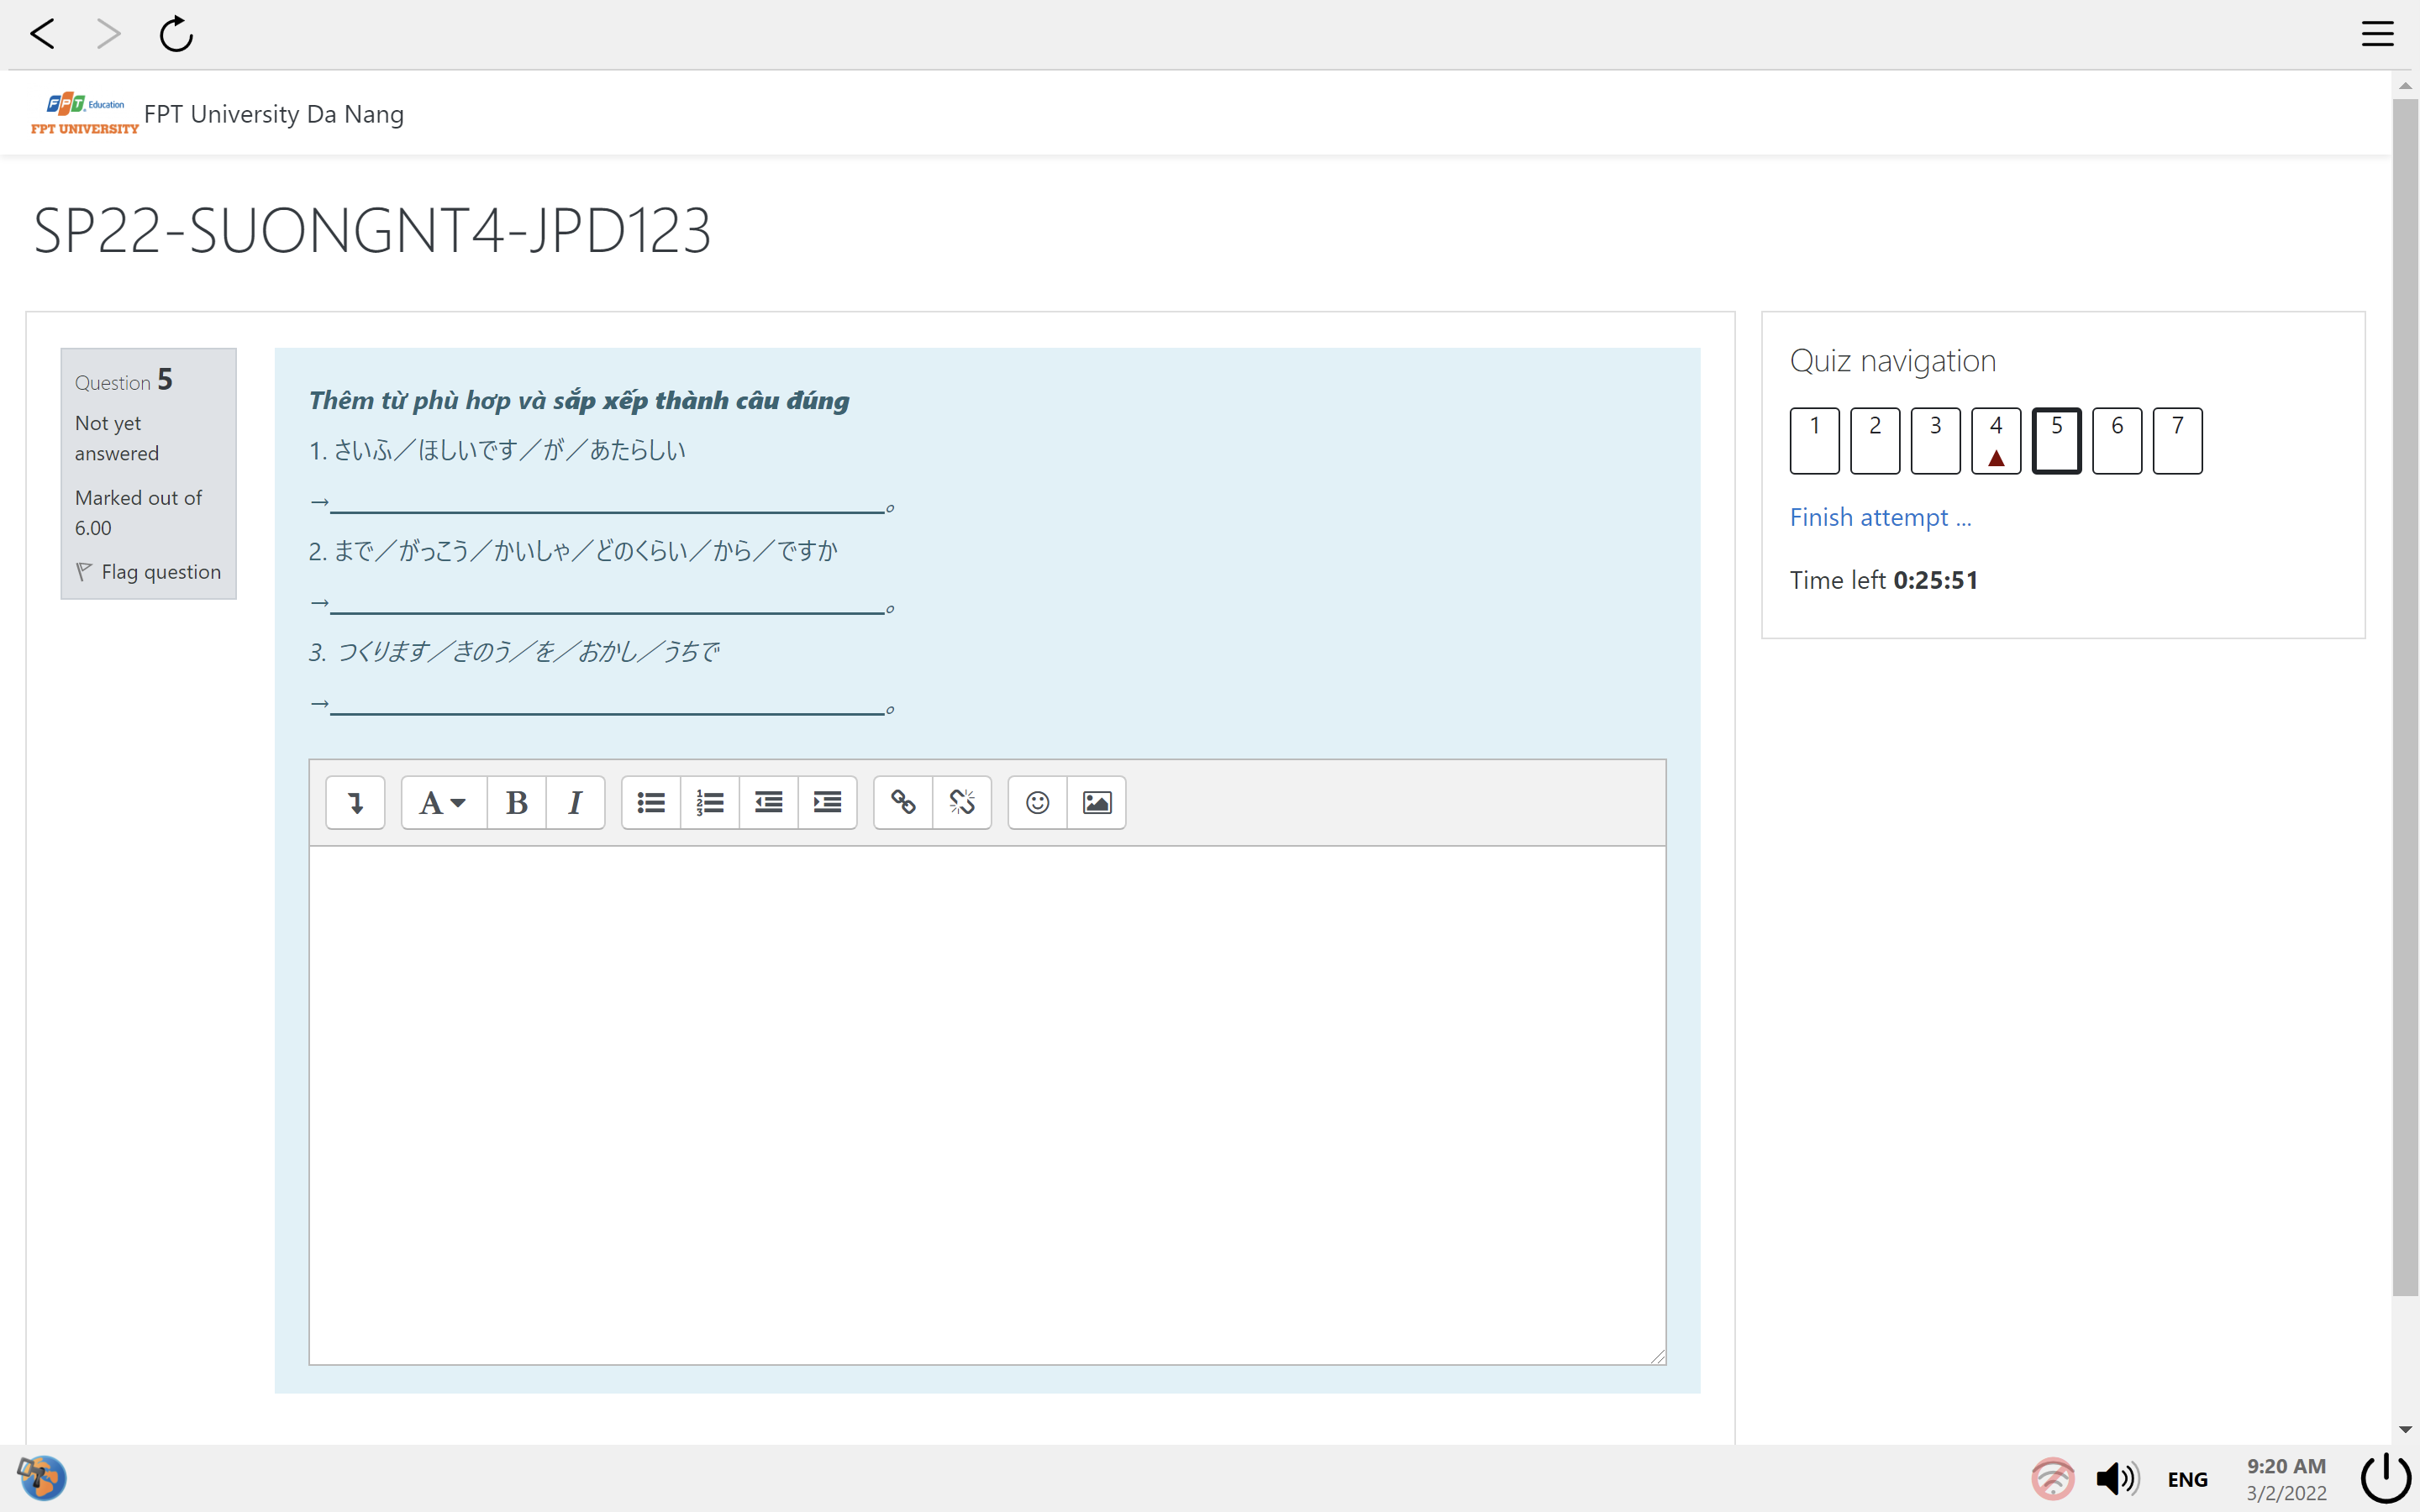 FPT Education
FPT UNIVERSITY
FPT University Da Nang
SP22-SUONGNT4-JPD123
Question 5
Not yet
answered
Marked out of
6.00
Flag question
Thêm từ phù hơp và sắp xếp thành câu đúng
1. さいふ／ほしいです／が／あたらしい
→______________________________。
2. まで／がっこう／かいしゃ／どのくらい／から／ですか
→______________________________。
3. つくります／きのう／を／おかし／うちで
→______________________________。
A B I
Quiz navigation
1 2 3 4 5 6 7
Finish attempt ...
Time left 0:25:51
ENG
9:20 AM
3/2/2022